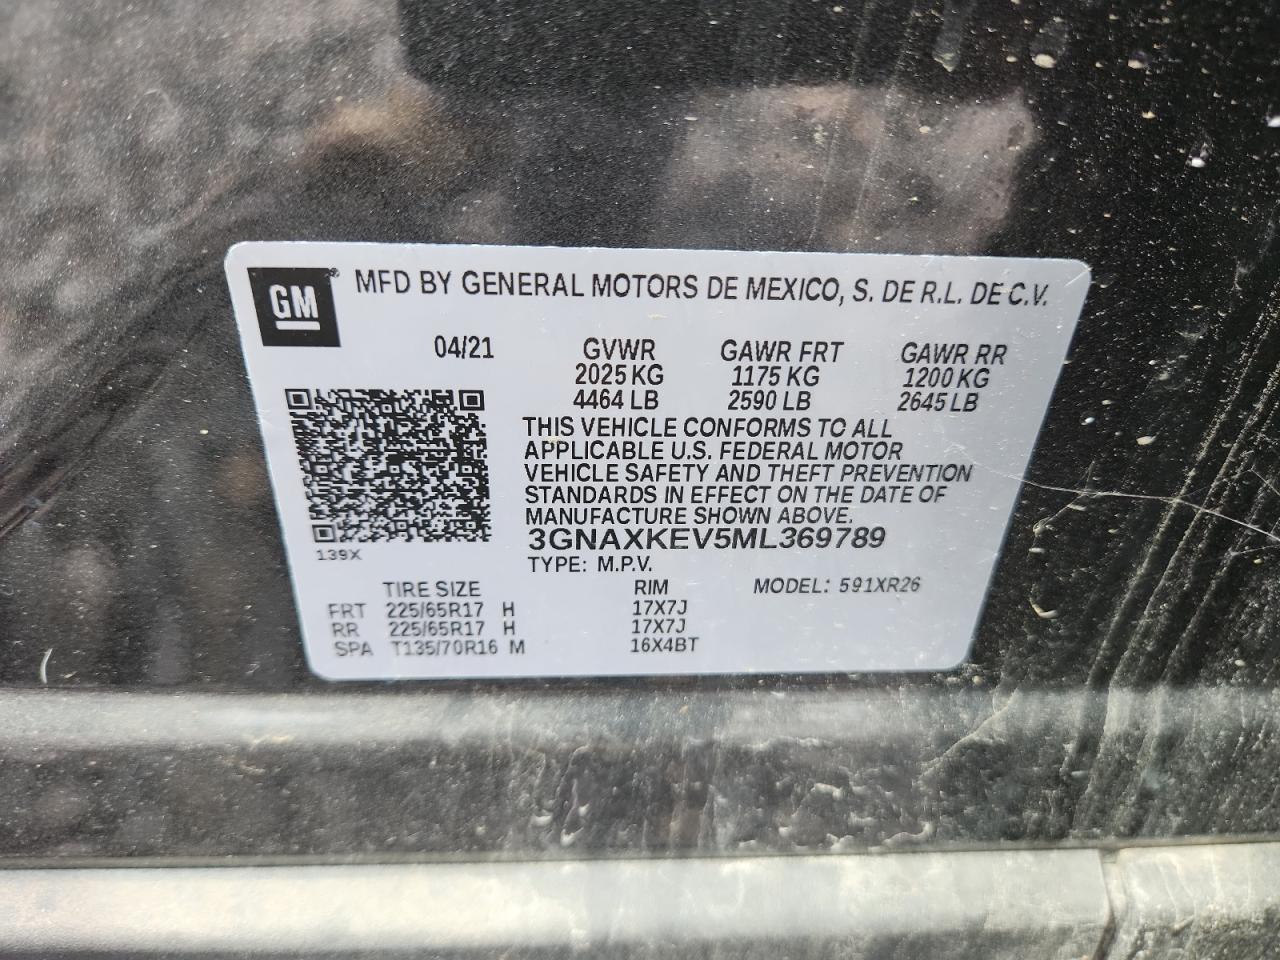 GM® MFD BY GENERAL MOTORS DE MEXICO, S. DE R.L. DE C.V.
04/21 GVWR GAWR FRT GAWR RR
2025 KG 1175 KG 1200 KG
4464 LB 2590 LB 2645 LB
THIS VEHICLE CONFORMS TO ALL
APPLICABLE U.S. FEDERAL MOTOR
VEHICLE SAFETY AND THEFT PREVENTION
STANDARDS IN EFFECT ON THE DATE OF
MANUFACTURE SHOWN ABOVE.
3GNAXKEV5ML369789
139X
TYPE: M.P.V.
TIRE SIZE RIM MODEL: 591XR26
FRT 225/65R17 H 17X7J
RR 225/65R17 H 17X7J
SPA T135/70R16 M 16X4BT